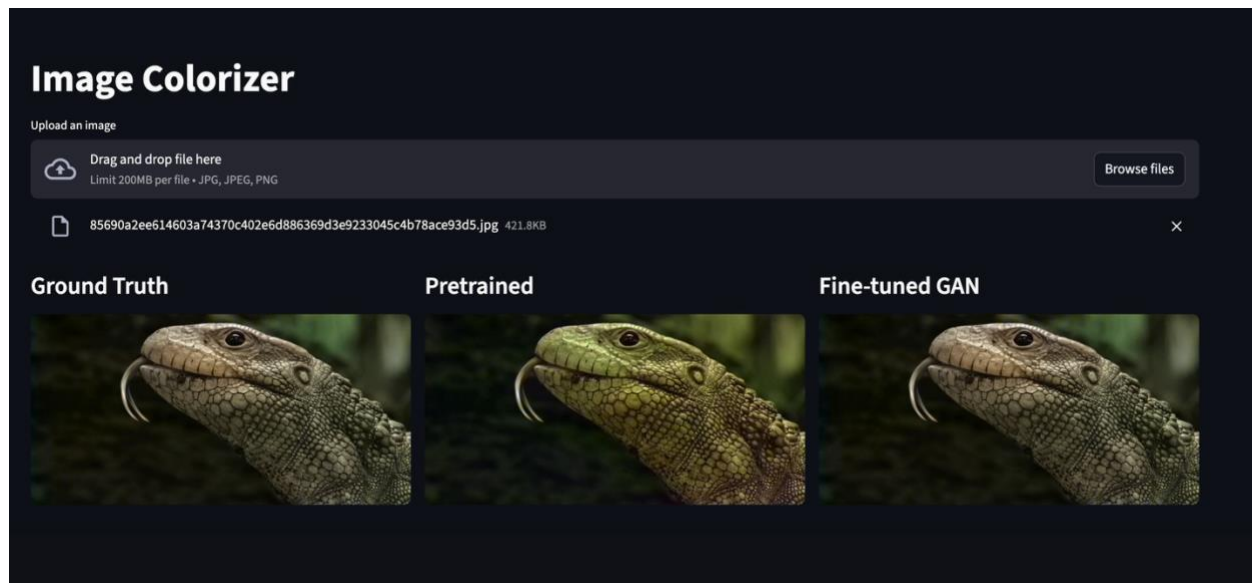 Image Colorizer
Upload an image
Drag and drop file here
Limit 200MB per file • JPG, JPEG, PNG
Browse files
85690a2ee614603a74370c402e6d886369d3e9233045c4b78ace93d5.jpg 421.8KB
Ground Truth
Pretrained
Fine-tuned GAN